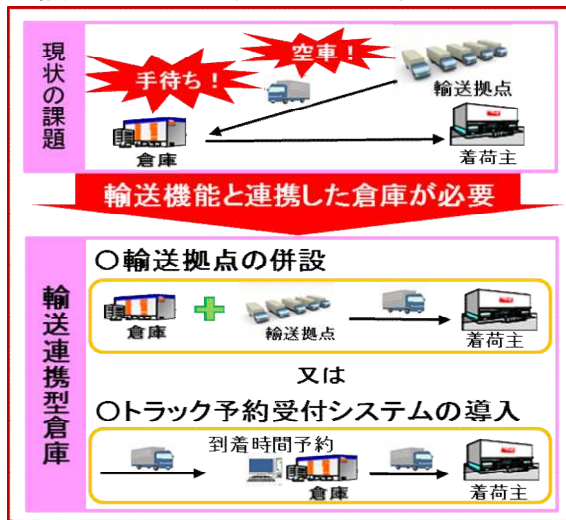 現状の課題
空車！
手待ち！
輸送拠点
倉庫
着荷主
輸送機能と連携した倉庫が必要
輸送連携型倉庫
〇輸送拠点の併設
倉庫
輸送拠点
着荷主
又は
〇トラック予約受付システムの導入
到着時間予約
倉庫
着荷主